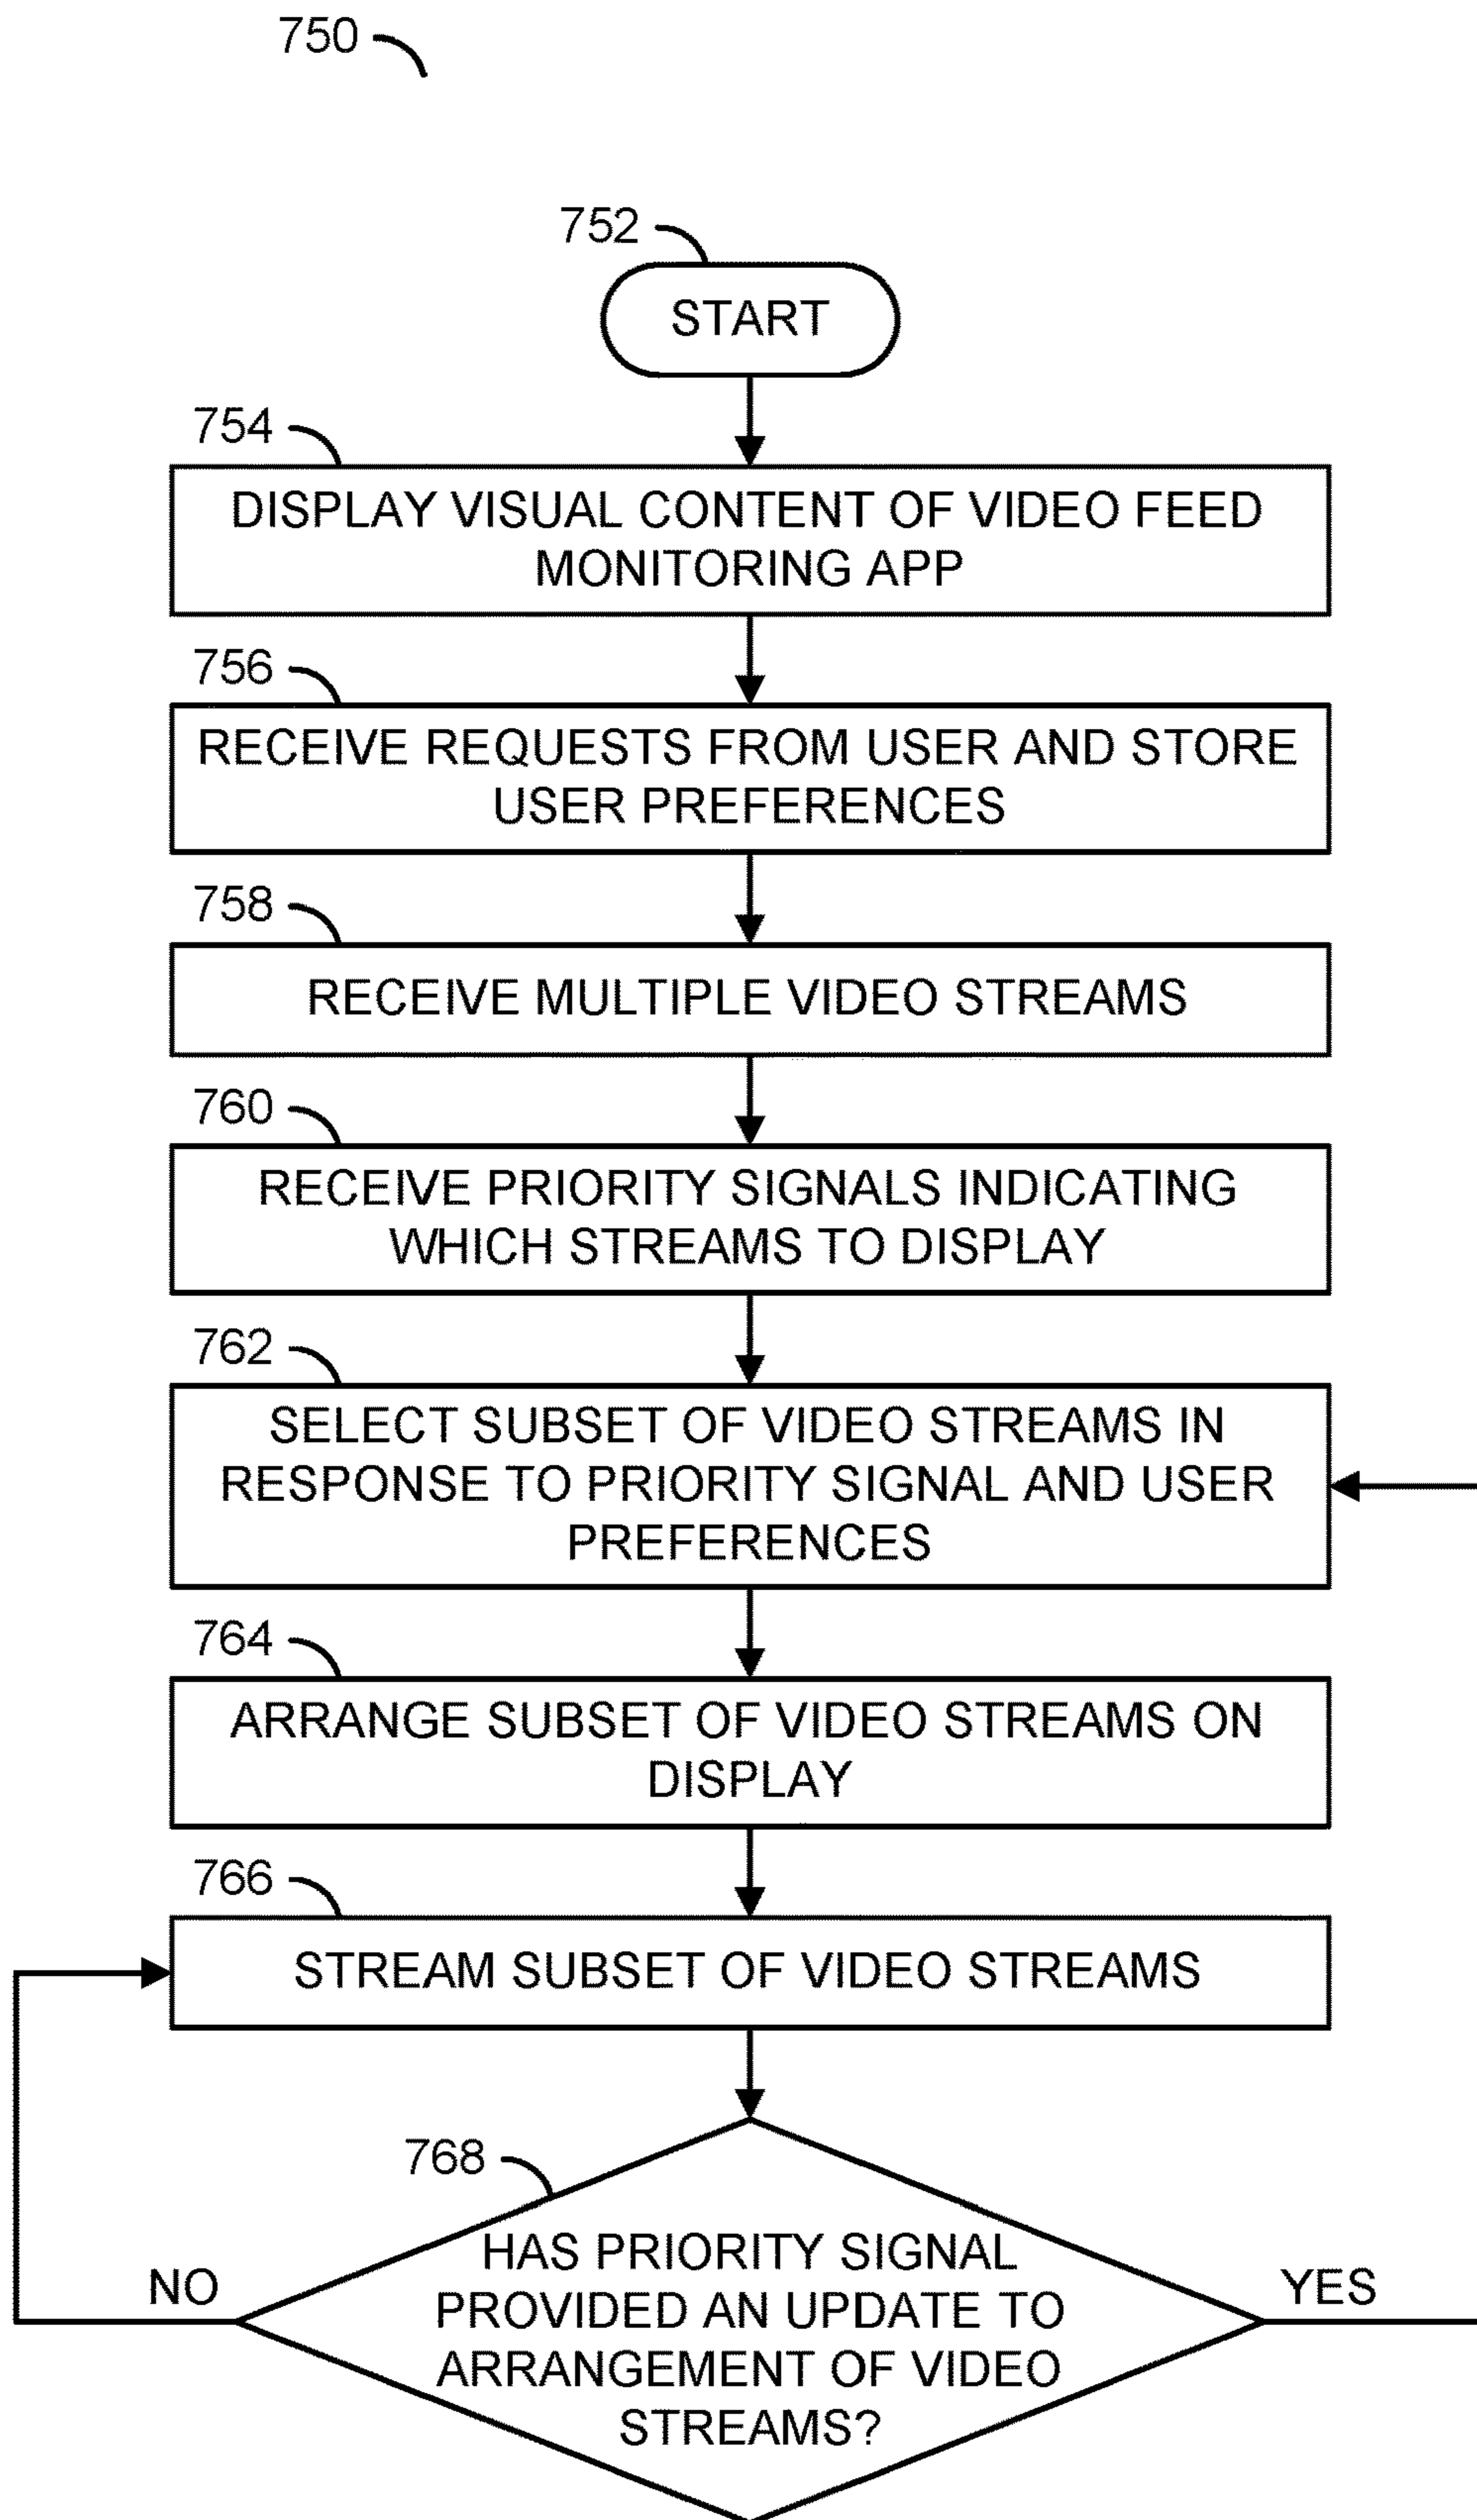 750
752
START
754
DISPLAY VISUAL CONTENT OF VIDEO FEED
MONITORING APP
756
RECEIVE REQUESTS FROM USER AND STORE
USER PREFERENCES
758
RECEIVE MULTIPLE VIDEO STREAMS
760
RECEIVE PRIORITY SIGNALS INDICATING
WHICH STREAMS TO DISPLAY
762
SELECT SUBSET OF VIDEO STREAMS IN
RESPONSE TO PRIORITY SIGNAL AND USER
PREFERENCES
764
ARRANGE SUBSET OF VIDEO STREAMS ON
DISPLAY
766
STREAM SUBSET OF VIDEO STREAMS
768
HAS PRIORITY SIGNAL
PROVIDED AN UPDATE TO
ARRANGEMENT OF VIDEO
STREAMS?
NO
YES